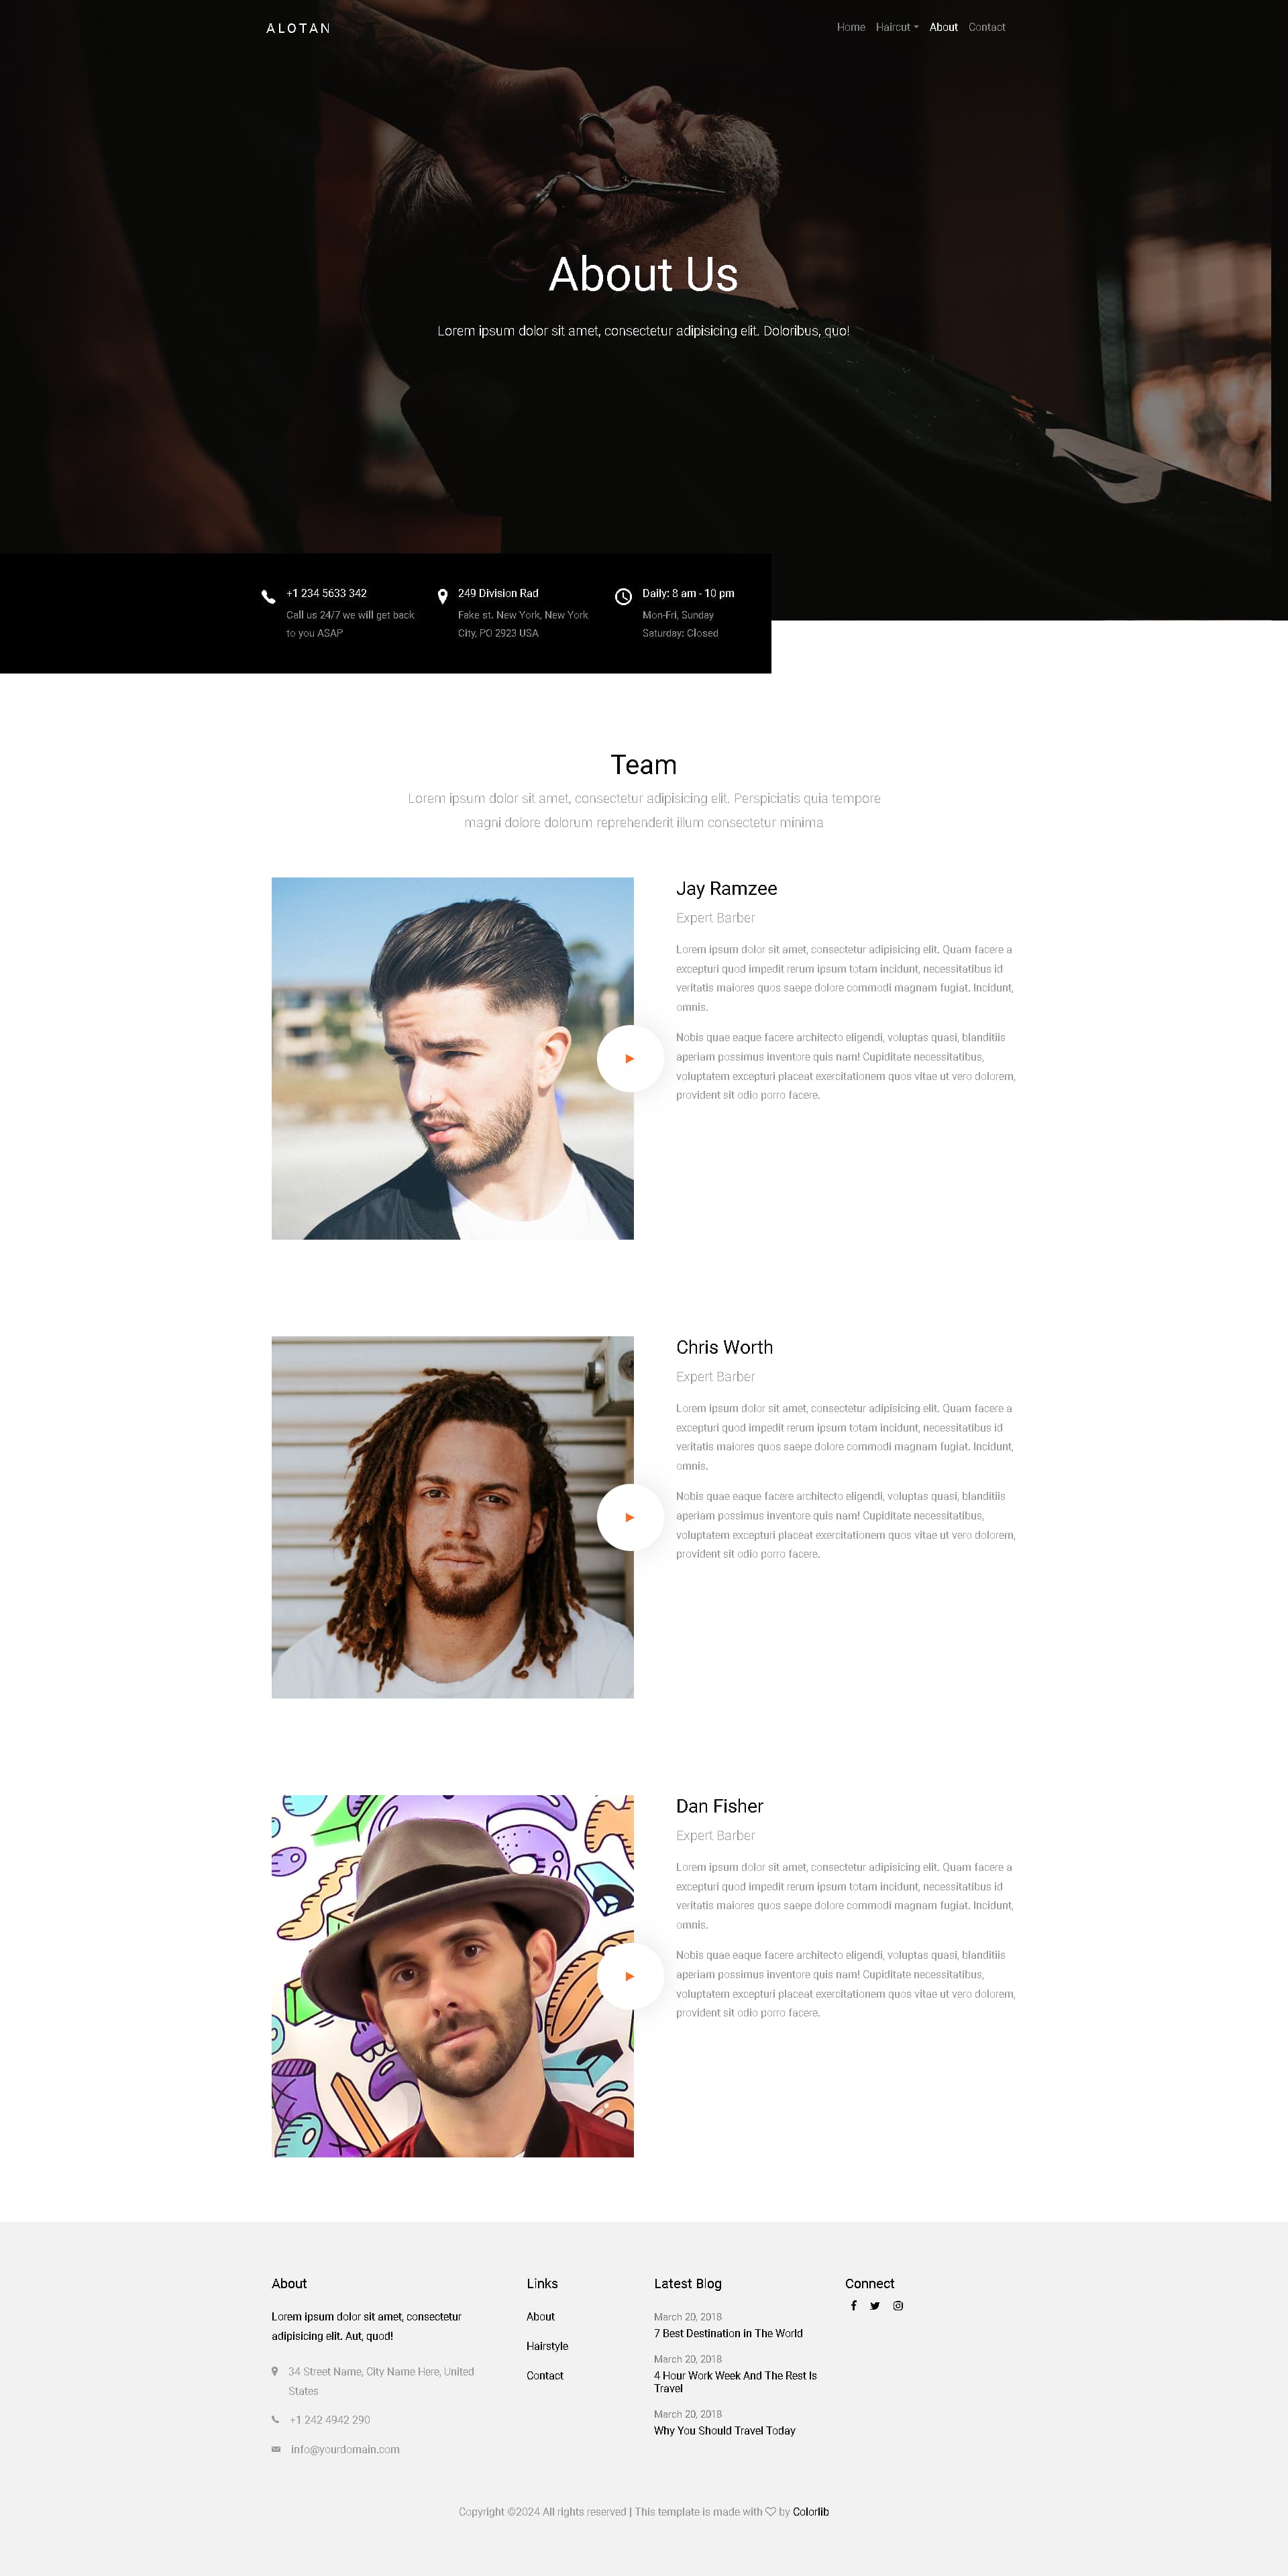 ALOTAN
Home Haircut About Contact
About Us
Lorem ipsum dolor sit amet, consectetur adipisicing elit. Doloribus, quo!
+1 234 5633 342
Call us 24/7 we will get back
to you ASAP
249 Division Rad
Fake st. New York, New York
City, PO 2923 USA
Daily: 8 am - 10 pm
Mon-Fri, Sunday
Saturday: Closed
Team
Lorem ipsum dolor sit amet, consectetur adipisicing elit. Perspiciatis quia tempore
magni dolore dolorum reprehenderit illum consectetur minima
Jay Ramzee
Expert Barber
Lorem ipsum dolor sit amet, consectetur adipisicing elit. Quam facere a
excepturi quod impedit rerum ipsum totam incidunt, necessitatibus id
veritatis maiores quos saepe dolore commodi magnam fugiat. Incidunt,
omnis.
Nobis quae eaque facere architecto eligendi, voluptas quasi, blanditiis
aperiam possimus inventore quis nam! Cupiditate necessitatibus,
voluptatem excepturi placeat exercitationem quos vitae ut vero dolorem,
provident sit odio porro facere.
Chris Worth
Expert Barber
Lorem ipsum dolor sit amet, consectetur adipisicing elit. Quam facere a
excepturi quod impedit rerum ipsum totam incidunt, necessitatibus id
veritatis maiores quos saepe dolore commodi magnam fugiat. Incidunt,
omnis.
Nobis quae eaque facere architecto eligendi, voluptas quasi, blanditiis
aperiam possimus inventore quis nam! Cupiditate necessitatibus,
voluptatem excepturi placeat exercitationem quos vitae ut vero dolorem,
provident sit odio porro facere.
Dan Fisher
Expert Barber
Lorem ipsum dolor sit amet, consectetur adipisicing elit. Quam facere a
excepturi quod impedit rerum ipsum totam incidunt, necessitatibus id
veritatis maiores quos saepe dolore commodi magnam fugiat. Incidunt,
omnis.
Nobis quae eaque facere architecto eligendi, voluptas quasi, blanditiis
aperiam possimus inventore quis nam! Cupiditate necessitatibus,
voluptatem excepturi placeat exercitationem quos vitae ut vero dolorem,
provident sit odio porro facere.
About
Lorem ipsum dolor sit amet, consectetur
adipisicing elit. Aut, quod!
34 Street Name, City Name Here, United
States
+1 242 4942 290
info@yourdomain.com
Links
About
Hairstyle
Contact
Latest Blog
March 20, 2018
7 Best Destination in The World
March 20, 2018
4 Hour Work Week And The Rest Is
Travel
March 20, 2018
Why You Should Travel Today
Connect
Copyright ©2024 All rights reserved | This template is made with ♡ by Colorlib